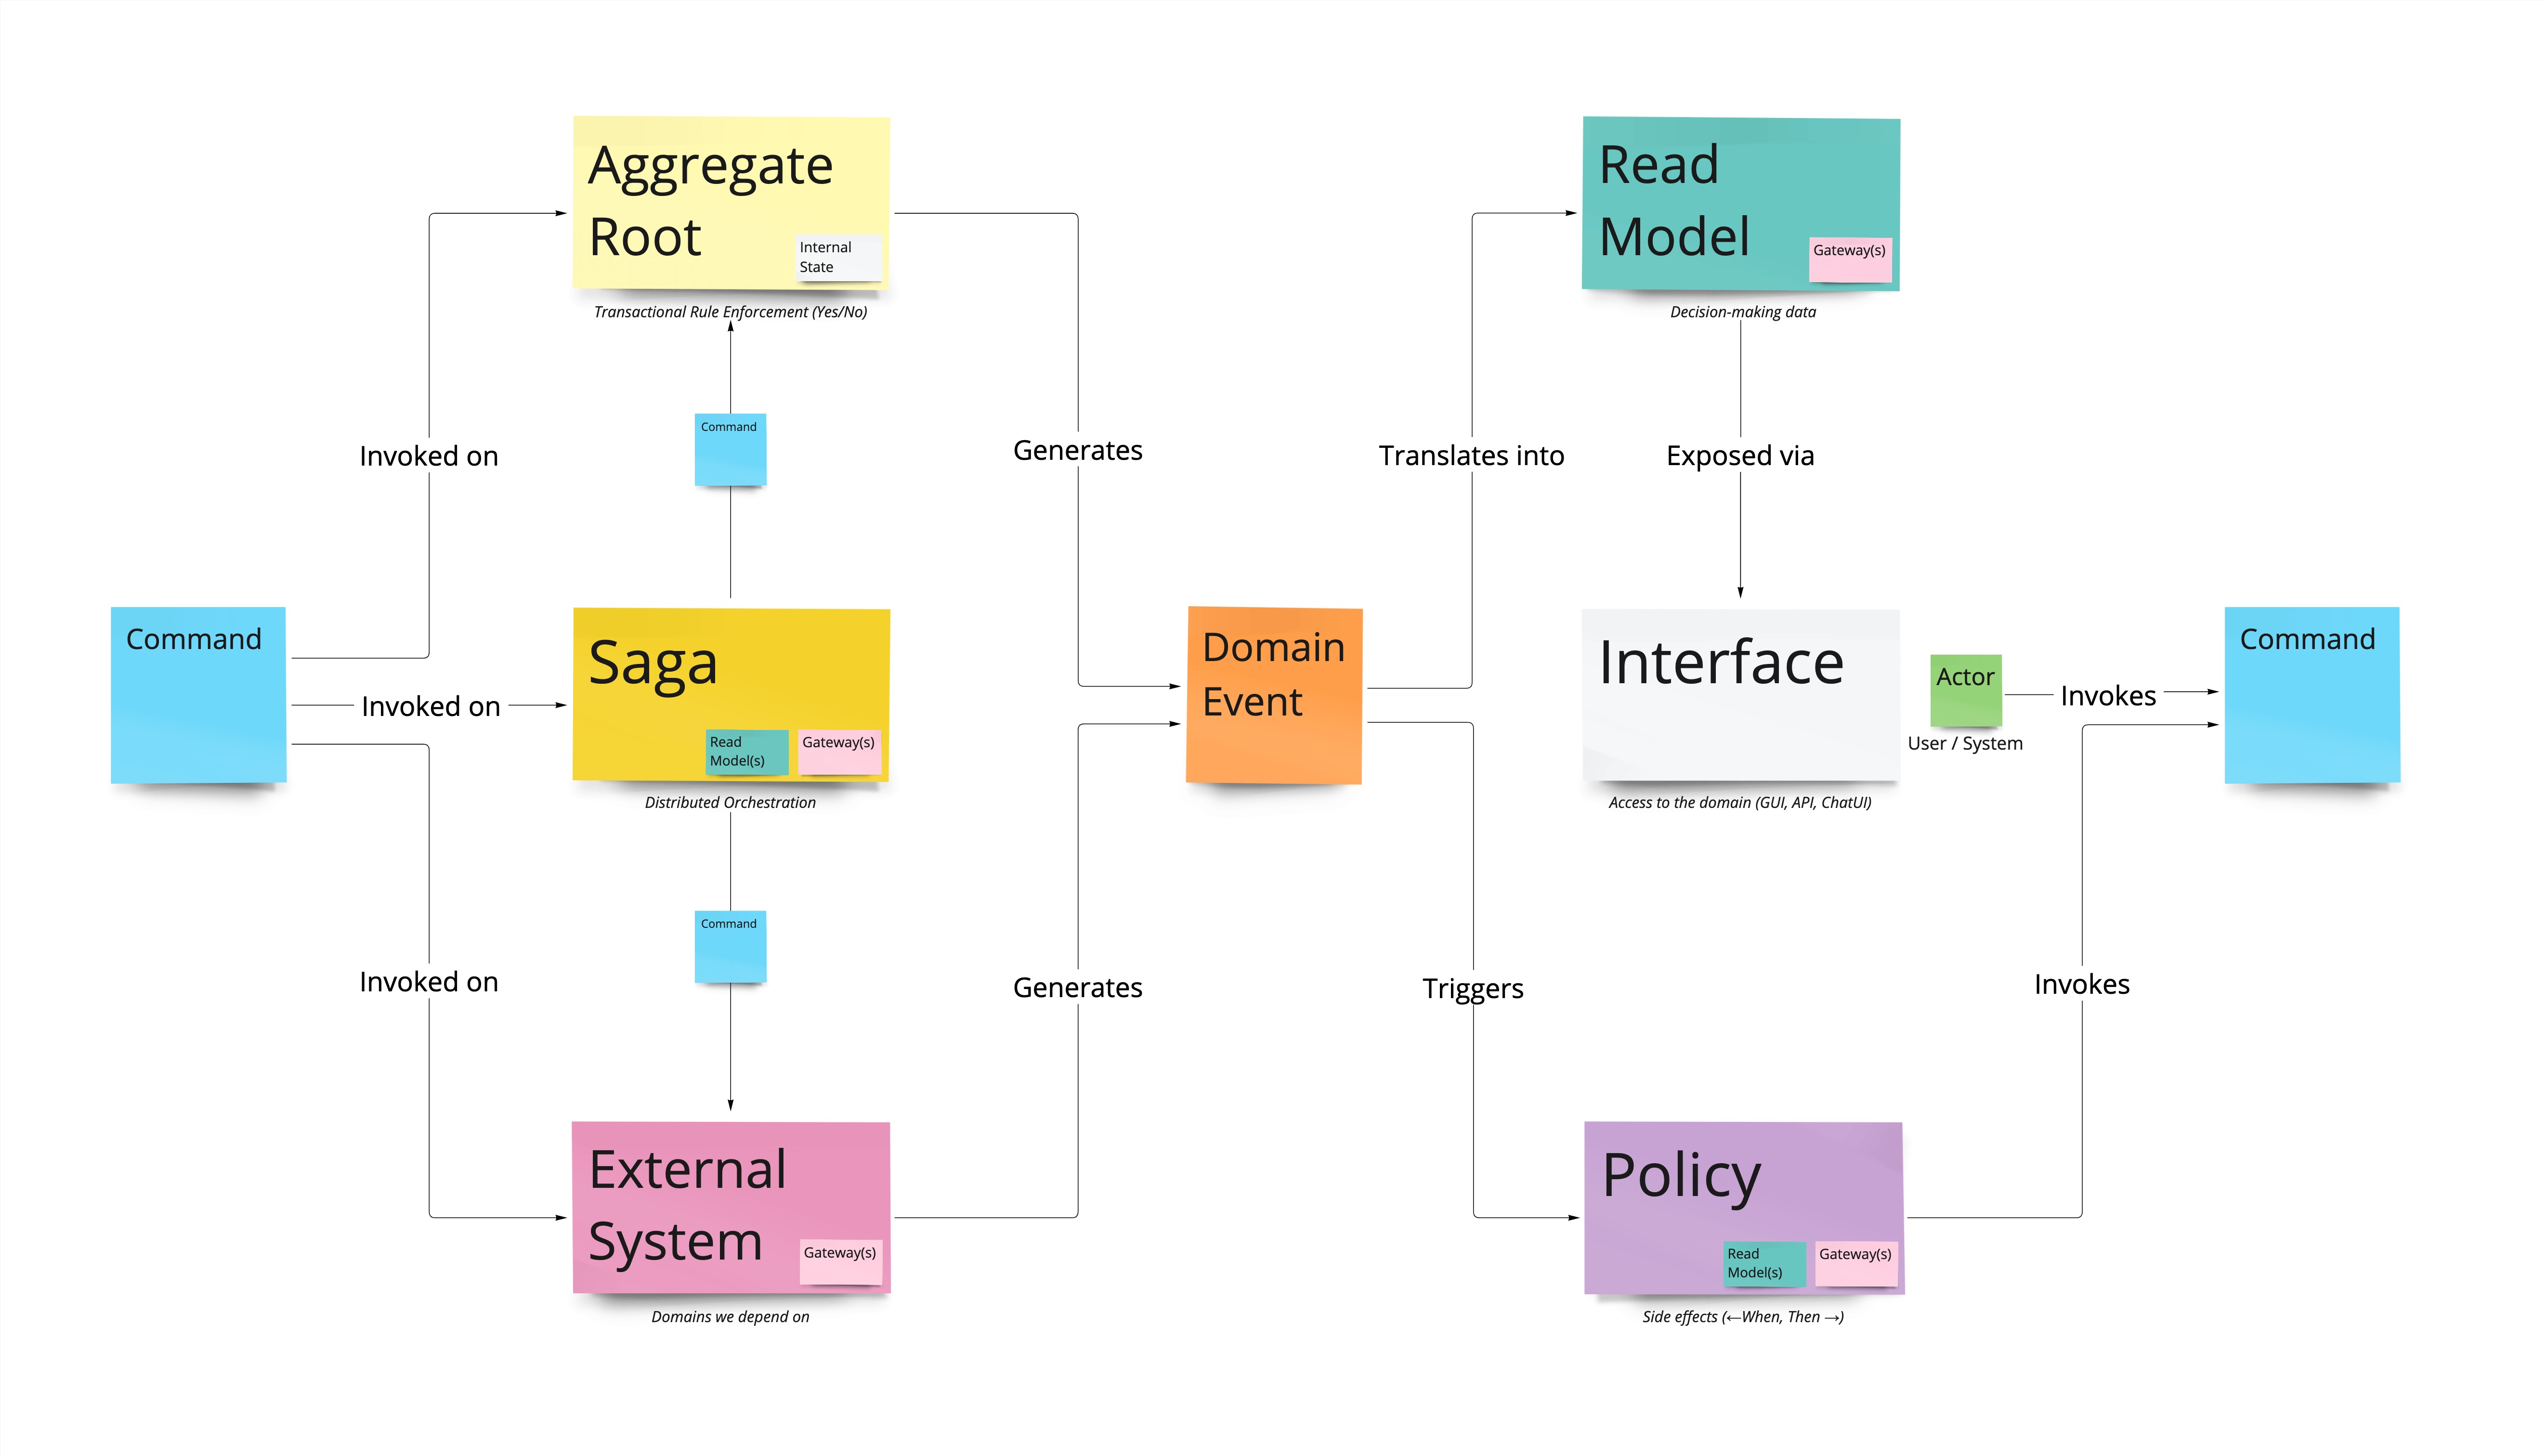 Aggregate
Root
Internal
State
Transactional Rule Enforcement (Yes/No)
Read
Model
Gateway(s)
Decision-making data
Command
Invoked on
Generates
Translates into
Exposed via
Command
Invoked on
Saga
Read
Model(s)
Gateway(s)
Distributed Orchestration
Domain
Event
Interface
Access to the domain (GUI, API, ChatUI)
Actor
User / System
Invokes
Command
Command
Invoked on
Generates
Triggers
Invokes
External
System
Gateway(s)
Domains we depend on
Policy
Read
Model(s)
Gateway(s)
Side effects (←When, Then →)